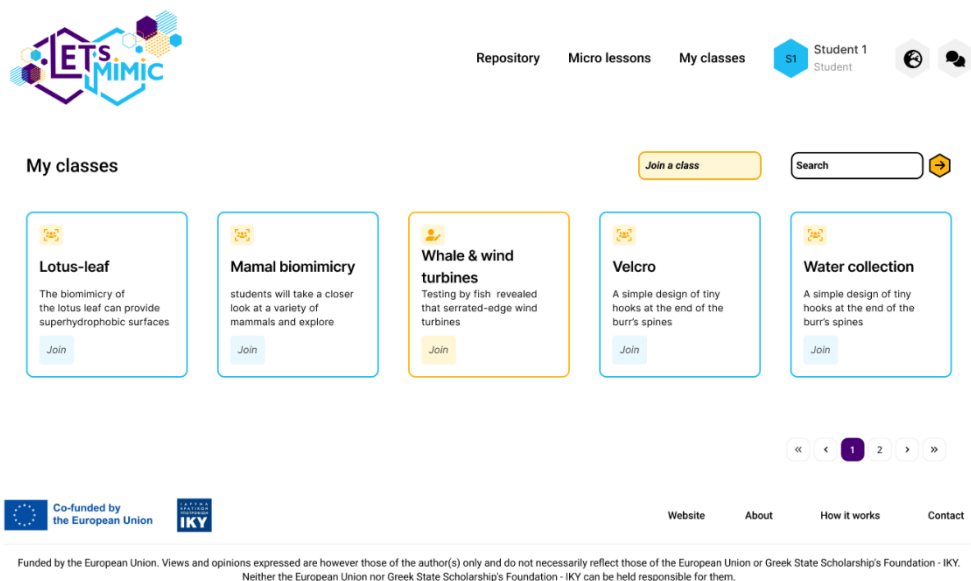 LET'S
MiMiC
Repository
Micro lessons
My classes
S1
Student 1
Student
My classes
Join a class
Search
Lotus-leaf
The biomimicry of
the lotus leaf can provide
superhydrophobic surfaces
Join
Mamal biomimicry
students will take a closer
look at a variety of
mammals and explore
Join
Whale & wind
turbines
Testing by fish revealed
that serrated-edge wind
turbines
Join
Velcro
A simple design of tiny
hooks at the end of the
burr's spines
Join
Water collection
A simple design of tiny
hooks at the end of the
burr's spines
Join
« ‹ 1 2 › »
Co-funded by
the European Union
IKY
Website
About
How it works
Contact
Funded by the European Union. Views and opinions expressed are however those of the author(s) only and do not necessarily reflect those of the European Union or Greek State Scholarship's Foundation - IKY.
Neither the European Union nor Greek State Scholarship's Foundation - IKY can be held responsible for them.